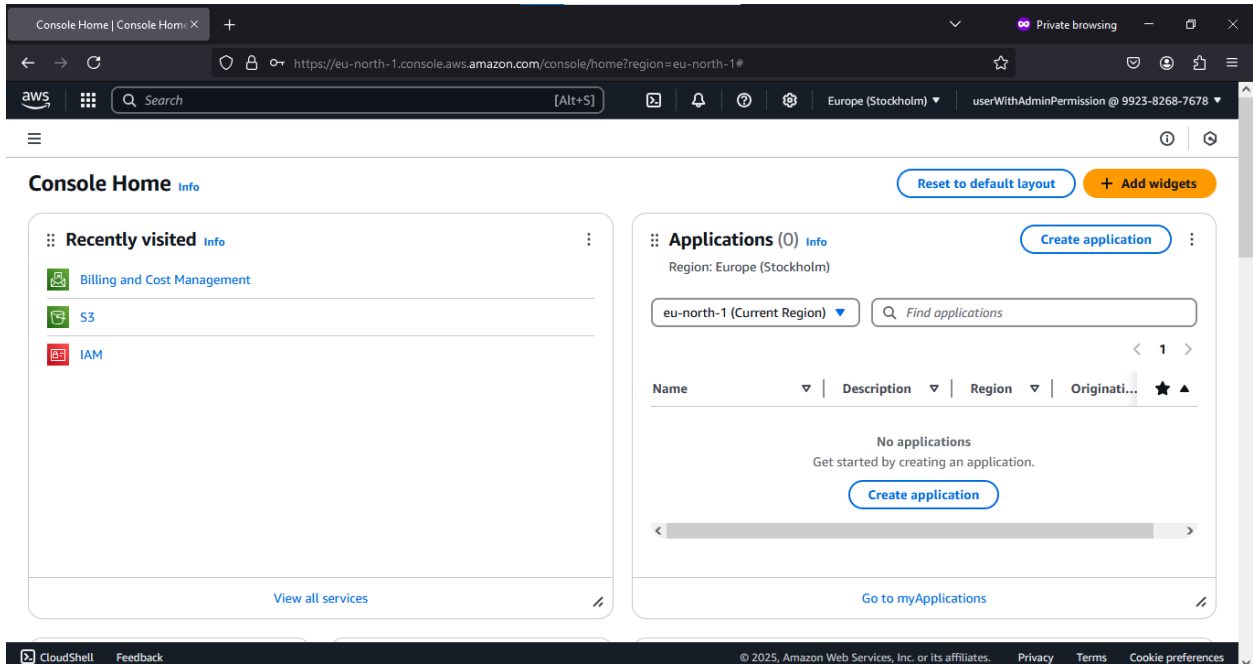 Console Home | Console Home
Private browsing
https://eu-north-1.console.aws.amazon.com/console/home?region=eu-north-1#
aws
Search
[Alt+S]
Europe (Stockholm)
userWithAdminPermission @ 9923-8268-7678
Console Home Info
Reset to default layout
+ Add widgets
Recently visited Info
Billing and Cost Management
S3
IAM
View all services
Applications (0) Info
Create application
Region: Europe (Stockholm)
eu-north-1 (Current Region)
Find applications
1
Name
Description
Region
Originati...
No applications
Get started by creating an application.
Create application
Go to myApplications
CloudShell
Feedback
© 2025, Amazon Web Services, Inc. or its affiliates.
Privacy
Terms
Cookie preferences